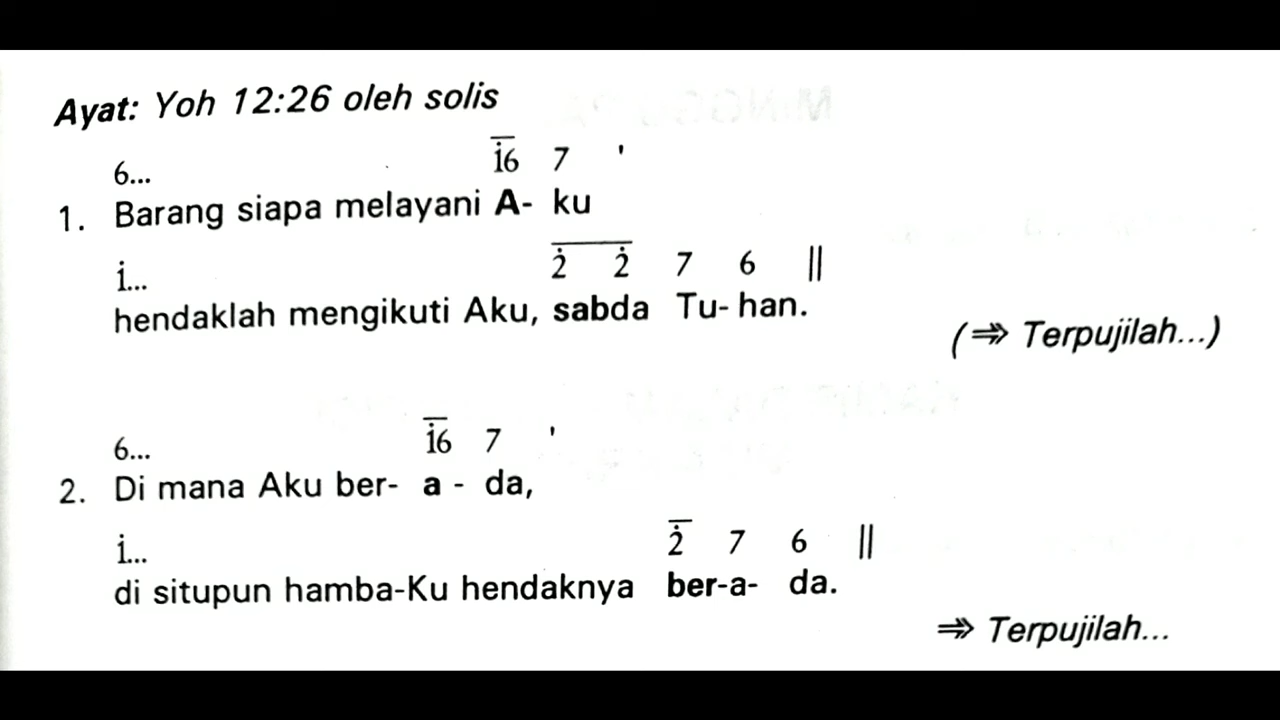 Ayat: Yoh 12:26 oleh solis
6... i̇6 7 '
1. Barang siapa melayani A- ku
i̇... 2̇ 2̇ 7 6 ||
hendaklah mengikuti Aku, sabda Tu- han.
(⇒ Terpujilah...)
6... i̇6 7 '
2. Di mana Aku ber- a - da,
i̇... 2̇ 7 6 ||
di situpun hamba-Ku hendaknya ber-a- da.
⇒ Terpujilah...